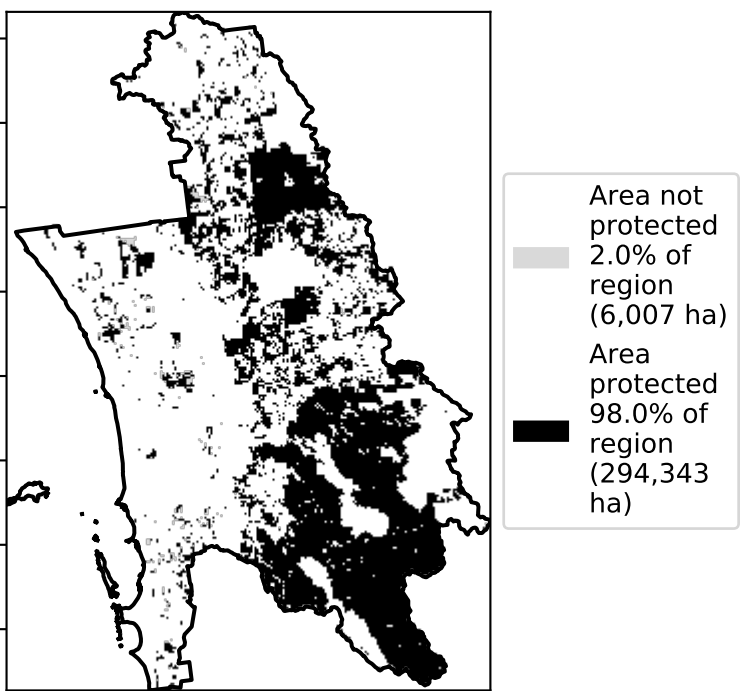 Area not
protected
2.0% of
region
(6,007 ha)
Area
protected
98.0% of
region
(294,343
ha)